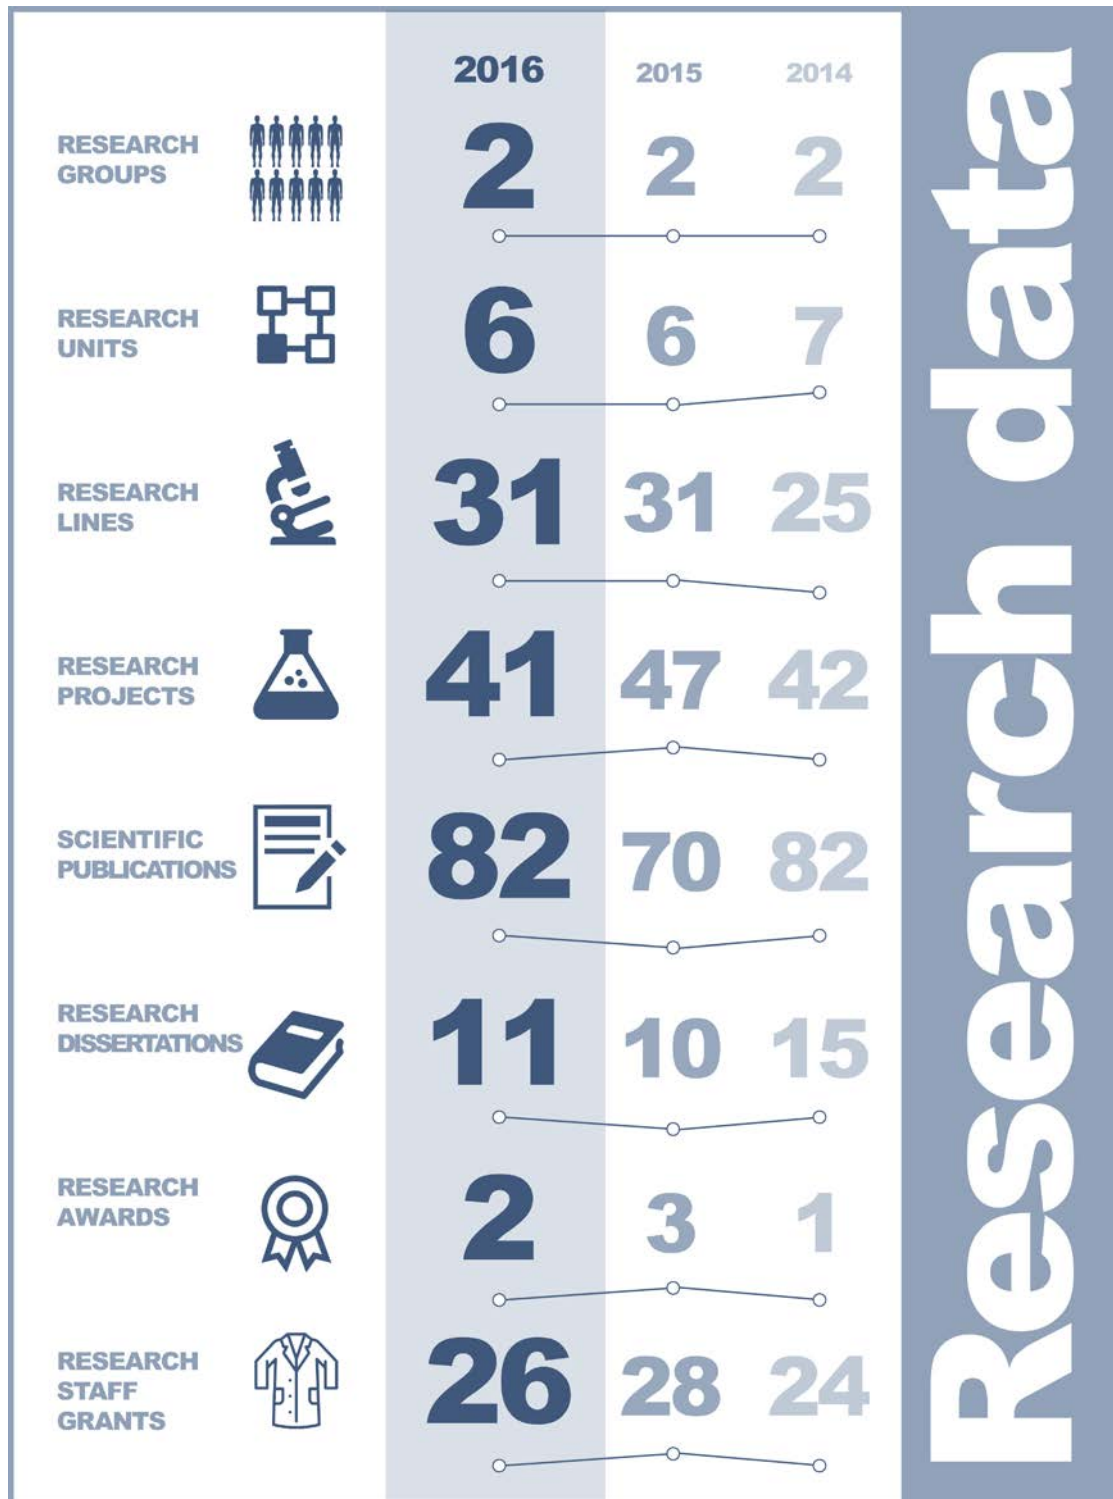 2016 2015 2014
RESEARCH
GROUPS
2 2 2
RESEARCH
UNITS
6 6 7
RESEARCH
LINES
31 31 25
RESEARCH
PROJECTS
41 47 42
SCIENTIFIC
PUBLICATIONS
82 70 82
RESEARCH
DISSERTATIONS
11 10 15
RESEARCH
AWARDS
2 3 1
RESEARCH
STAFF
GRANTS
26 28 24
Research data